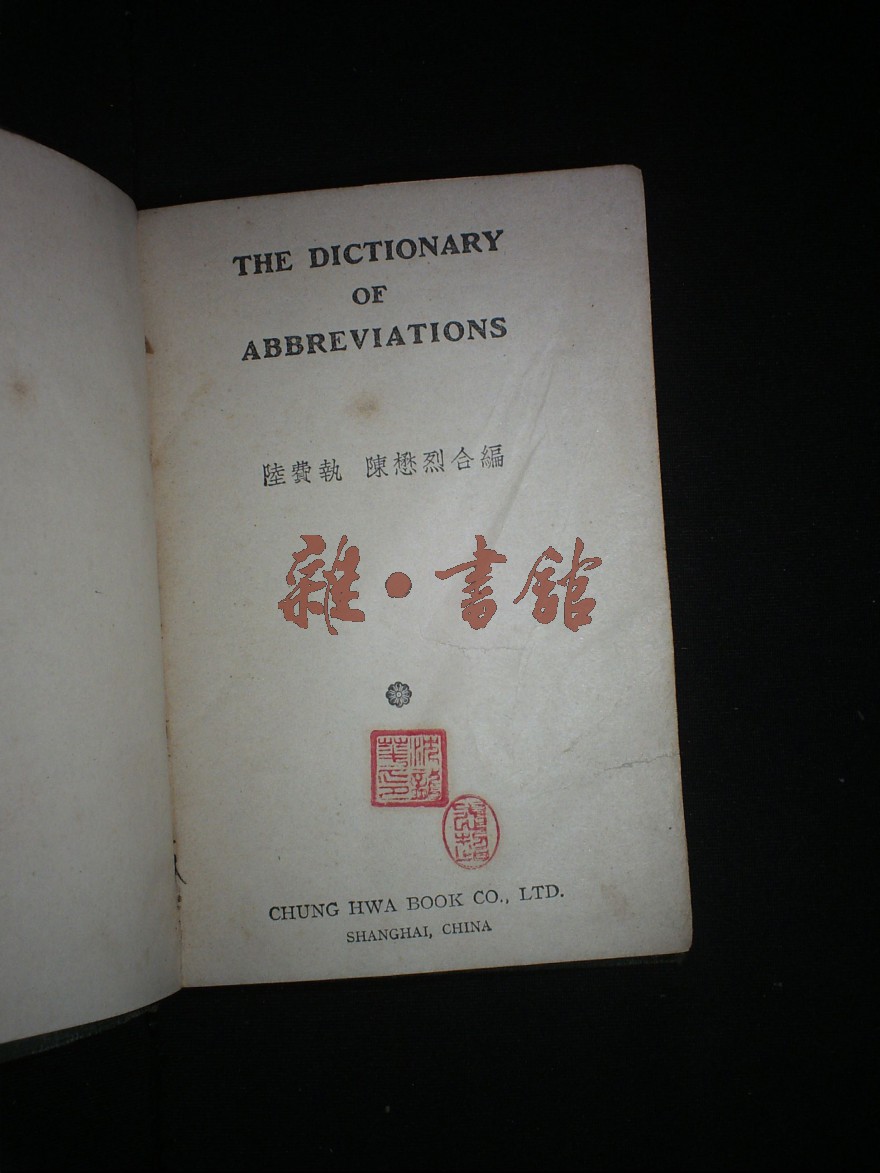 THE DICTIONARY
OF
ABBREVIATIONS
陸費執 陳懋烈合編
雜·書館
CHUNG HWA BOOK CO., LTD.
SHANGHAI, CHINA